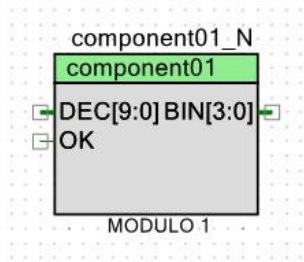 component01_N
component01
DEC[9:0] BIN[3:0]
OK
MODULO 1